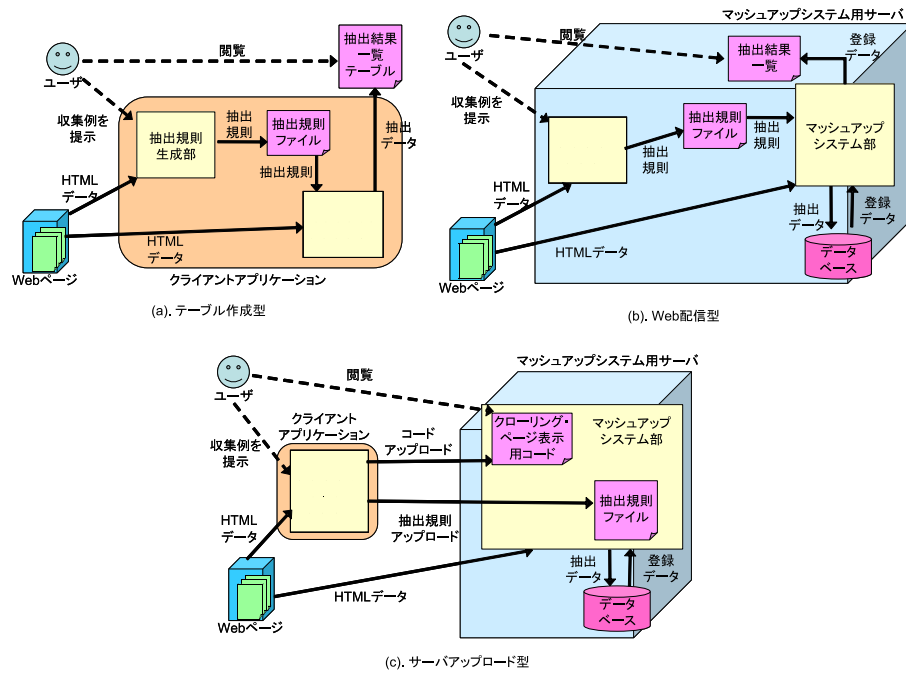 閲覧
ユーザ
抽出結果
一覧
テーブル
収集例を
提示
抽出規則
生成部
抽出
規則
抽出規則
ファイル
抽出
データ
抽出規則
HTML
データ
HTML
データ
Webページ
クライアントアプリケーション
(a). テーブル作成型
マッシュアップシステム用サーバ
閲覧
ユーザ
抽出結果
一覧
登録
データ
収集例を
提示
抽出
規則
抽出規則
ファイル
抽出
規則
マッシュアップ
システム部
HTML
データ
HTMLデータ
抽出
データ
登録
データ
データ
ベース
Webページ
(b). Web配信型
マッシュアップシステム用サーバ
閲覧
ユーザ
クライアント
アプリケーション
収集例を
提示
コード
アップロード
クローリング・
ページ表示
用コード
マッシュアップ
システム部
抽出規則
ファイル
抽出規則
アップロード
HTML
データ
HTMLデータ
抽出
データ
登録
データ
データ
ベース
Webページ
(c). サーバアップロード型